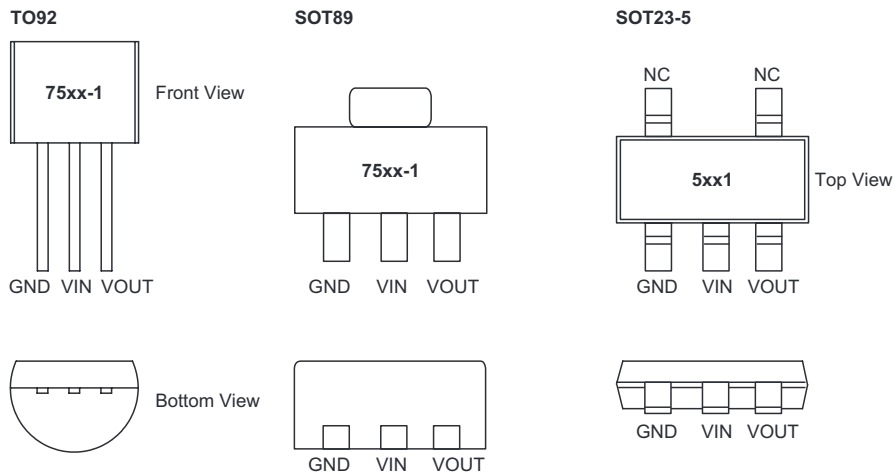 TO92 SOT89 SOT23-5
NC NC
75xx-1 Front View
75xx-1 5xx1 Top View
GND VIN VOUT GND VIN VOUT GND VIN VOUT
Bottom View
GND VIN VOUT
GND VIN VOUT